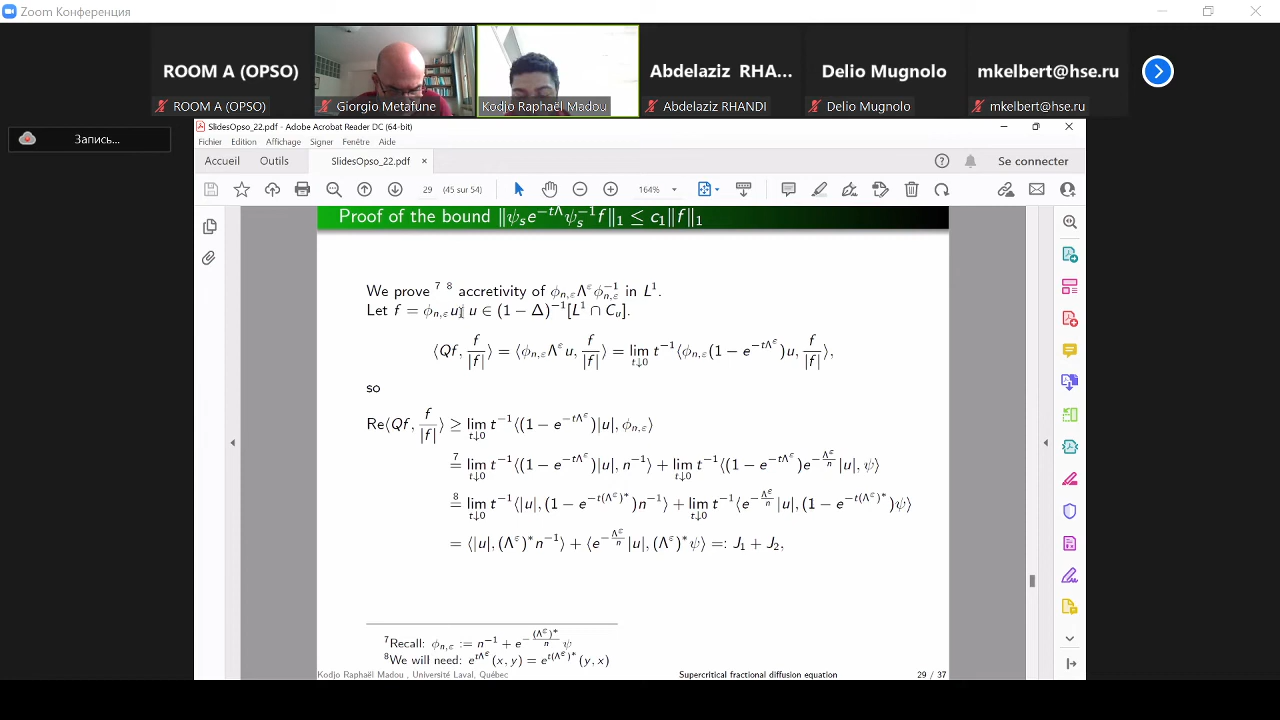 Zoom Конференция
ROOM A (OPSO)
Abdelaziz RHA...
Delio Mugnolo
mkelbert@hse.ru
ROOM A (OPSO)
Giorgio Metafune
Kodjo Raphaël Madou
Abdelaziz RHANDI
Delio Mugnolo
mkelbert@hse.ru
Запись...
SlidesOpso_22.pdf - Adobe Acrobat Reader DC (64-bit)
Fichier Edition Affichage Signer Fenêtre Aide
Accueil Outils SlidesOpso_22.pdf × Se connecter
29 (45 sur 54) 164%
Proof of the bound ‖ψₛe^{−tΛ}ψₛ^{−1}f‖₁ ≤ c₁‖f‖₁
We prove ⁷ ⁸ accretivity of ϕ_{n,ε}Λ^ε ϕ_{n,ε}^{−1} in L¹.
Let f = ϕ_{n,ε}u, u ∈ (1 − Δ)^{−1}[L¹ ∩ C_u].
⟨Qf, f/|f|⟩ = ⟨ϕ_{n,ε}Λ^ε u, f/|f|⟩ = lim_{t↓0} t^{−1}⟨ϕ_{n,ε}(1 − e^{−tΛ^ε})u, f/|f|⟩,
so
Re⟨Qf, f/|f|⟩ ≥ lim_{t↓0} t^{−1}⟨(1 − e^{−tΛ^ε})|u|, ϕ_{n,ε}⟩
=⁷ lim_{t↓0} t^{−1}⟨(1 − e^{−tΛ^ε})|u|, n^{−1}⟩ + lim_{t↓0} t^{−1}⟨(1 − e^{−tΛ^ε})e^{−Λ^ε/n}|u|, ψ⟩
=⁸ lim_{t↓0} t^{−1}⟨|u|, (1 − e^{−t(Λ^ε)*})n^{−1}⟩ + lim_{t↓0} t^{−1}⟨e^{−Λ^ε/n}|u|, (1 − e^{−t(Λ^ε)*})ψ⟩
= ⟨|u|, (Λ^ε)* n^{−1}⟩ + ⟨e^{−Λ^ε/n}|u|, (Λ^ε)* ψ⟩ =: J₁ + J₂,
⁷Recall: ϕ_{n,ε} := n^{−1} + e^{−(Λ^ε)*/n} ψ
⁸We will need: e^{tΛ^ε}(x, y) = e^{t(Λ^ε)*}(y, x)
Kodjo Raphaël Madou , Université Laval, Québec Supercritical fractional diffusion equation 29 / 37